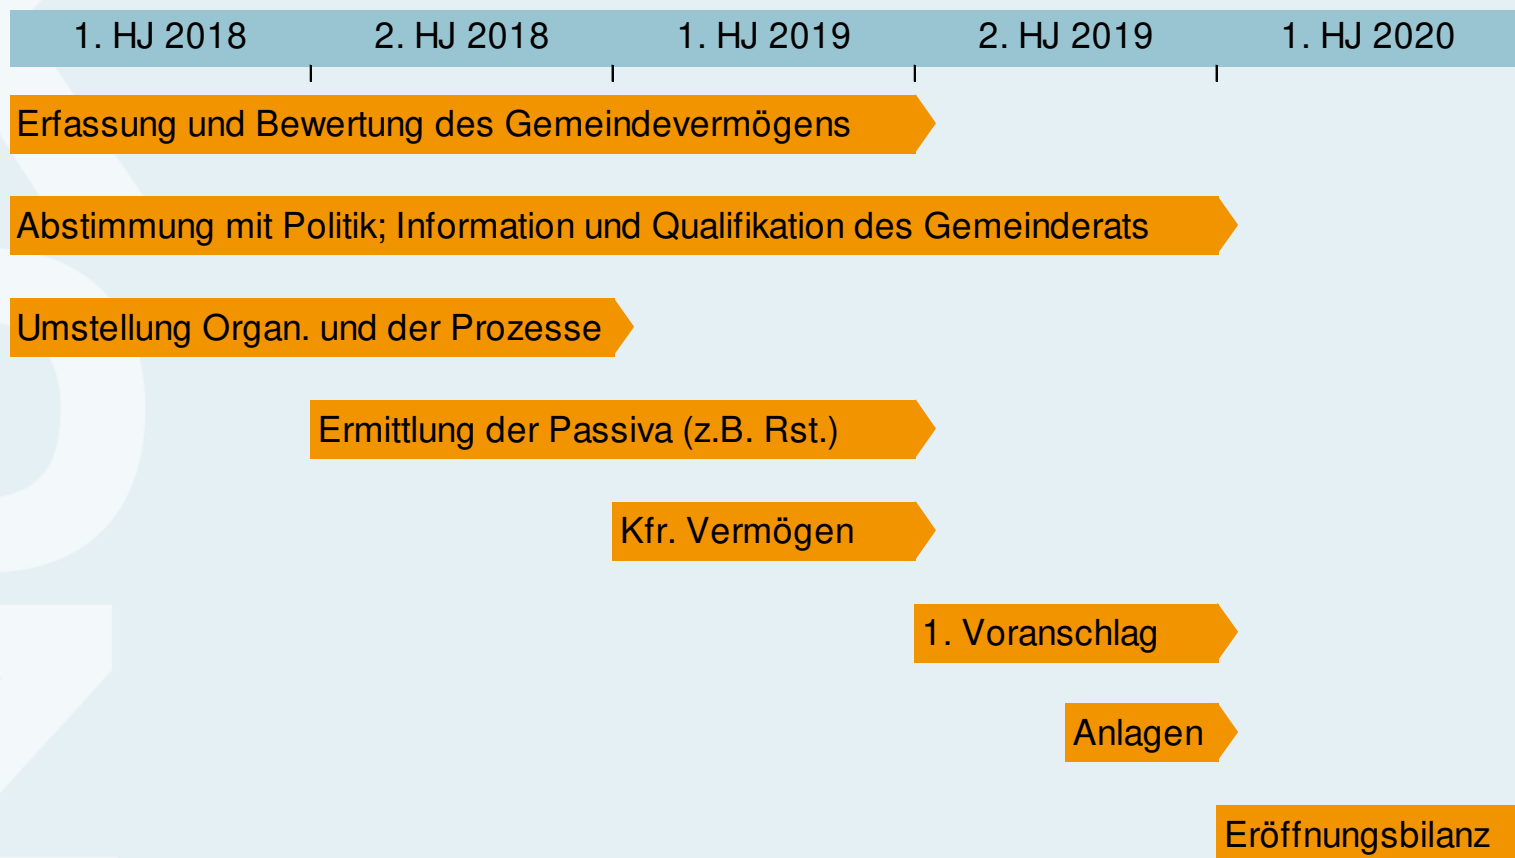 1. HJ 2018 2. HJ 2018 1. HJ 2019 2. HJ 2019 1. HJ 2020
Erfassung und Bewertung des Gemeindevermögens
Abstimmung mit Politik; Information und Qualifikation des Gemeinderats
Umstellung Organ. und der Prozesse
Ermittlung der Passiva (z.B. Rst.)
Kfr. Vermögen
1. Voranschlag
Anlagen
Eröffnungsbilanz